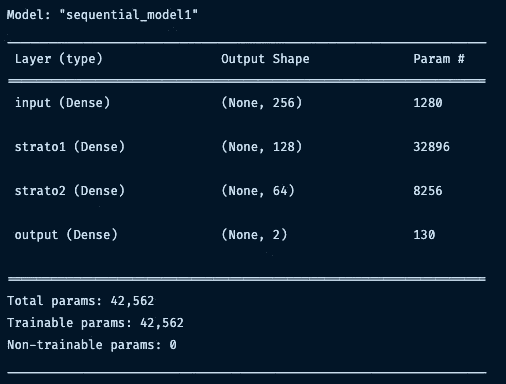 Model: "sequential_model1"
Layer (type) Output Shape Param #
input (Dense) (None, 256) 1280
strato1 (Dense) (None, 128) 32896
strato2 (Dense) (None, 64) 8256
output (Dense) (None, 2) 130
Total params: 42,562
Trainable params: 42,562
Non-trainable params: 0